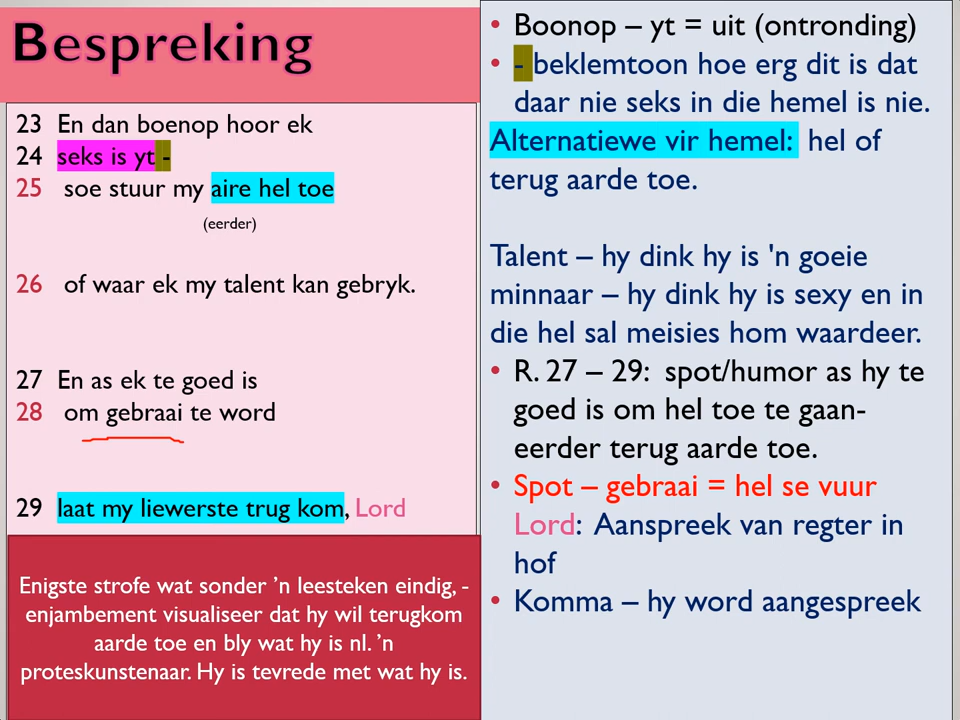 Bespreking
23 En dan boenop hoor ek
24 seks is yt -
25 soe stuur my aire hel toe
(eerder)
26 of waar ek my talent kan gebryk.
27 En as ek te goed is
28 om gebraai te word
29 laat my liewerste trug kom, Lord
Enigste strofe wat sonder ’n leesteken eindig, -
enjambement visualiseer dat hy wil terugkom
aarde toe en bly wat hy is nl. ’n
proteskunstenaar. Hy is tevrede met wat hy is.
• Boonop – yt = uit (ontronding)
• - beklemtoon hoe erg dit is dat
daar nie seks in die hemel is nie.
Alternatiewe vir hemel: hel of
terug aarde toe.
Talent – hy dink hy is 'n goeie
minnaar – hy dink hy is sexy en in
die hel sal meisies hom waardeer.
• R. 27 – 29: spot/humor as hy te
goed is om hel toe te gaan-
eerder terug aarde toe.
• Spot – gebraai = hel se vuur
Lord: Aanspreek van regter in
hof
• Komma – hy word aangespreek